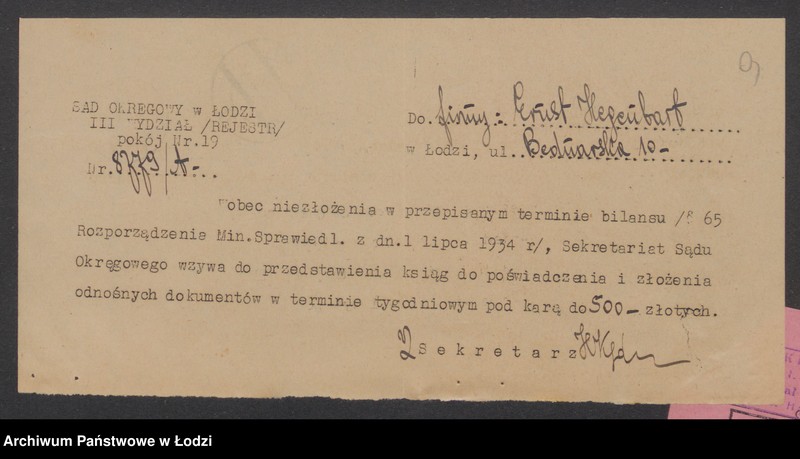 SĄD OKRĘGOWY w ŁODZI
III WYDZIAŁ /REJESTR/
pokój Nr.19
Nr. 8779/A-
Do firmy: Ernst Hegenbart
w Łodzi, ul. Bednarska 10-
Wobec niezłożenia w przepisanym terminie bilansu /§ 65
Rozporządzenia Min.Sprawiedl. z dn.1 lipca 1934 r/, Sekretariat Sądu
Okręgowego wzywa do przedstawienia ksiąg do poświadczenia i złożenia
odnośnych dokumentów w terminie tygodniowym pod karą do 500- złotych.
Sekretarz
Archiwum Państwowe w Łodzi